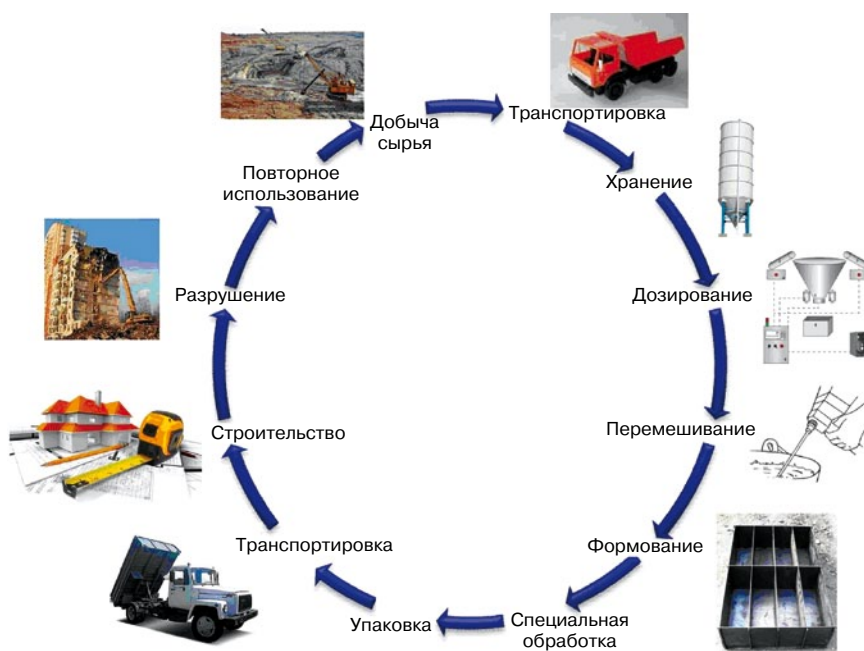 Добыча
сырья
Транспортировка
Хранение
Дозирование
Перемешивание
Формование
Специальная
обработка
Упаковка
Транспортировка
Строительство
Разрушение
Повторное
использование